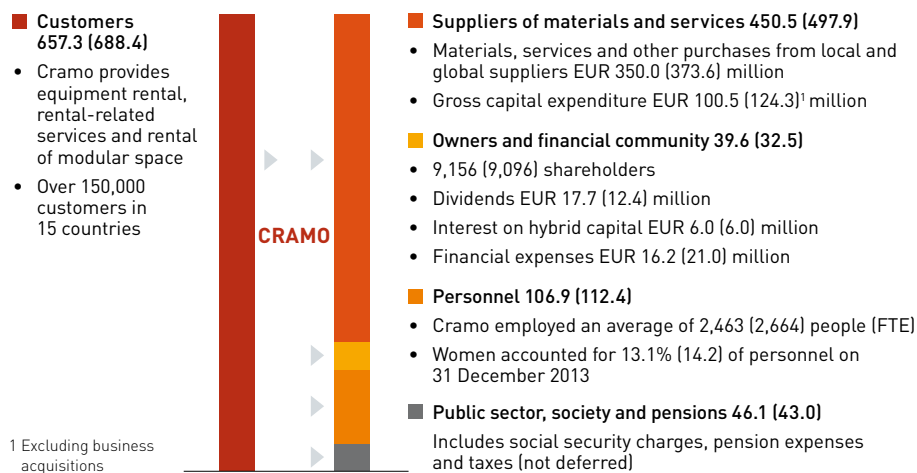 Customers
657.3 (688.4)
• Cramo provides
equipment rental,
rental-related
services and rental
of modular space
• Over 150,000
customers in
15 countries
1 Excluding business
acquisitions
CRAMO
Suppliers of materials and services 450.5 (497.9)
• Materials, services and other purchases from local and
global suppliers EUR 350.0 (373.6) million
• Gross capital expenditure EUR 100.5 (124.3)¹ million
Owners and financial community 39.6 (32.5)
• 9,156 (9,096) shareholders
• Dividends EUR 17.7 (12.4) million
• Interest on hybrid capital EUR 6.0 (6.0) million
• Financial expenses EUR 16.2 (21.0) million
Personnel 106.9 (112.4)
• Cramo employed an average of 2,463 (2,664) people (FTE)
• Women accounted for 13.1% (14.2) of personnel on
31 December 2013
Public sector, society and pensions 46.1 (43.0)
Includes social security charges, pension expenses
and taxes (not deferred)